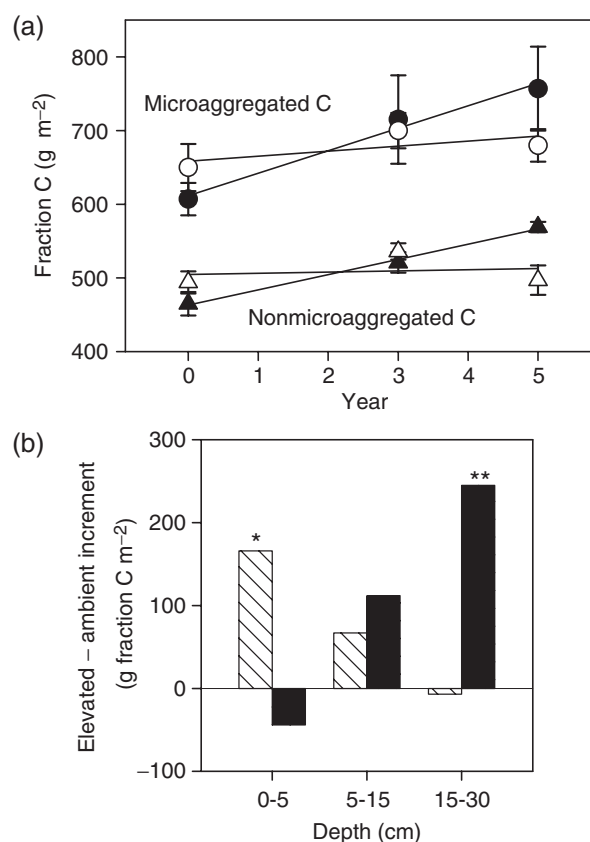 (a)
800
700
600
500
400
Fraction C (g m−2)
Microaggregated C
Nonmicroaggregated C
0 1 2 3 4 5
Year
(b)
300
200
100
0
−100
Elevated – ambient increment
(g fraction C m−2)
*
**
0-5 5-15 15-30
Depth (cm)